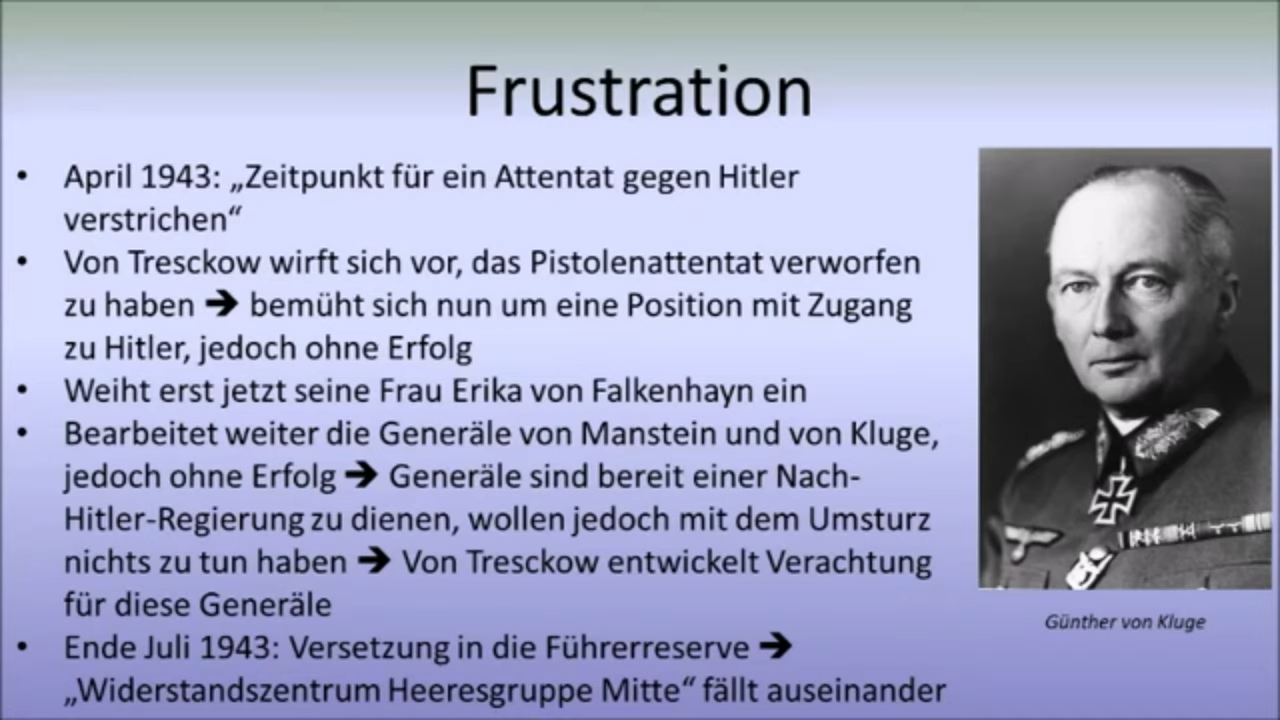 Frustration
• April 1943: „Zeitpunkt für ein Attentat gegen Hitler
verstrichen“
• Von Tresckow wirft sich vor, das Pistolenattentat verworfen
zu haben ➔ bemüht sich nun um eine Position mit Zugang
zu Hitler, jedoch ohne Erfolg
• Weiht erst jetzt seine Frau Erika von Falkenhayn ein
• Bearbeitet weiter die Generäle von Manstein und von Kluge,
jedoch ohne Erfolg ➔ Generäle sind bereit einer Nach-
Hitler-Regierung zu dienen, wollen jedoch mit dem Umsturz
nichts zu tun haben ➔ Von Tresckow entwickelt Verachtung
für diese Generäle
• Ende Juli 1943: Versetzung in die Führerreserve ➔
„Widerstandszentrum Heeresgruppe Mitte“ fällt auseinander
Günther von Kluge